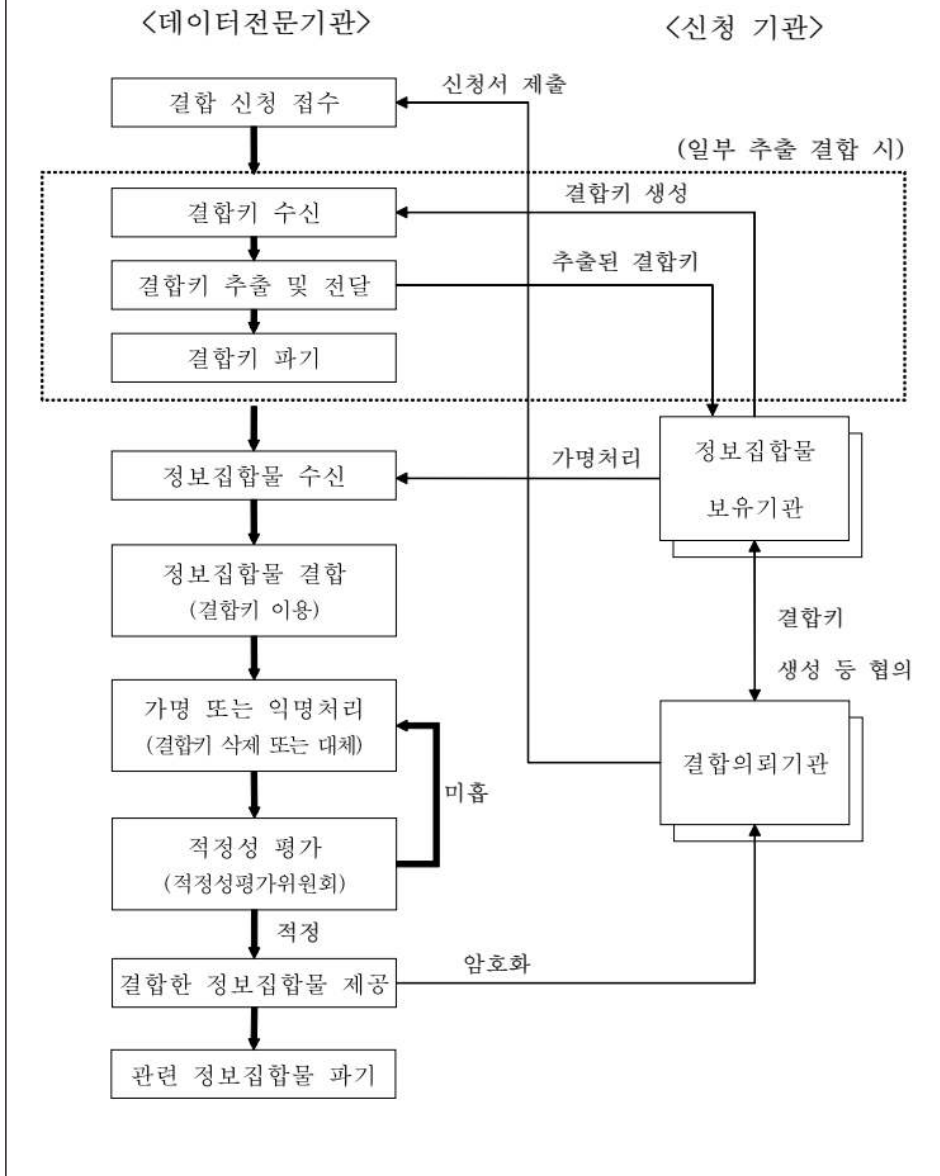 <데이터전문기관>
<신청 기관>
신청서 제출
결합 신청 접수
(일부 추출 결합 시)
결합키 생성
결합키 수신
추출된 결합키
결합키 추출 및 전달
결합키 파기
정보집합물
보유기관
가명처리
정보집합물 수신
정보집합물 결합
(결합키 이용)
결합키
생성 등 협의
가명 또는 익명처리
(결합키 삭제 또는 대체)
결합의뢰기관
미흡
적정성 평가
(적정성평가위원회)
적정
암호화
결합한 정보집합물 제공
관련 정보집합물 파기